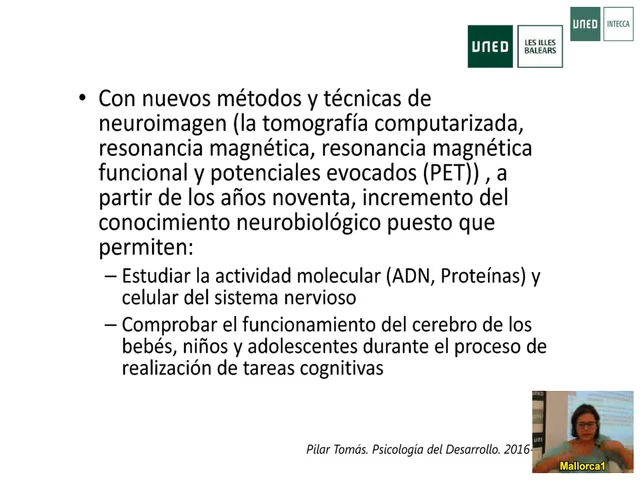 UNED
INTECCA
UNED
LES ILLES
BALEARS
• Con nuevos métodos y técnicas de
neuroimagen (la tomografía computarizada,
resonancia magnética, resonancia magnética
funcional y potenciales evocados (PET)) , a
partir de los años noventa, incremento del
conocimiento neurobiológico puesto que
permiten:
– Estudiar la actividad molecular (ADN, Proteínas) y
celular del sistema nervioso
– Comprobar el funcionamiento del cerebro de los
bebés, niños y adolescentes durante el proceso de
realización de tareas cognitivas
Pilar Tomás. Psicología del Desarrollo. 2016-
Mallorca1